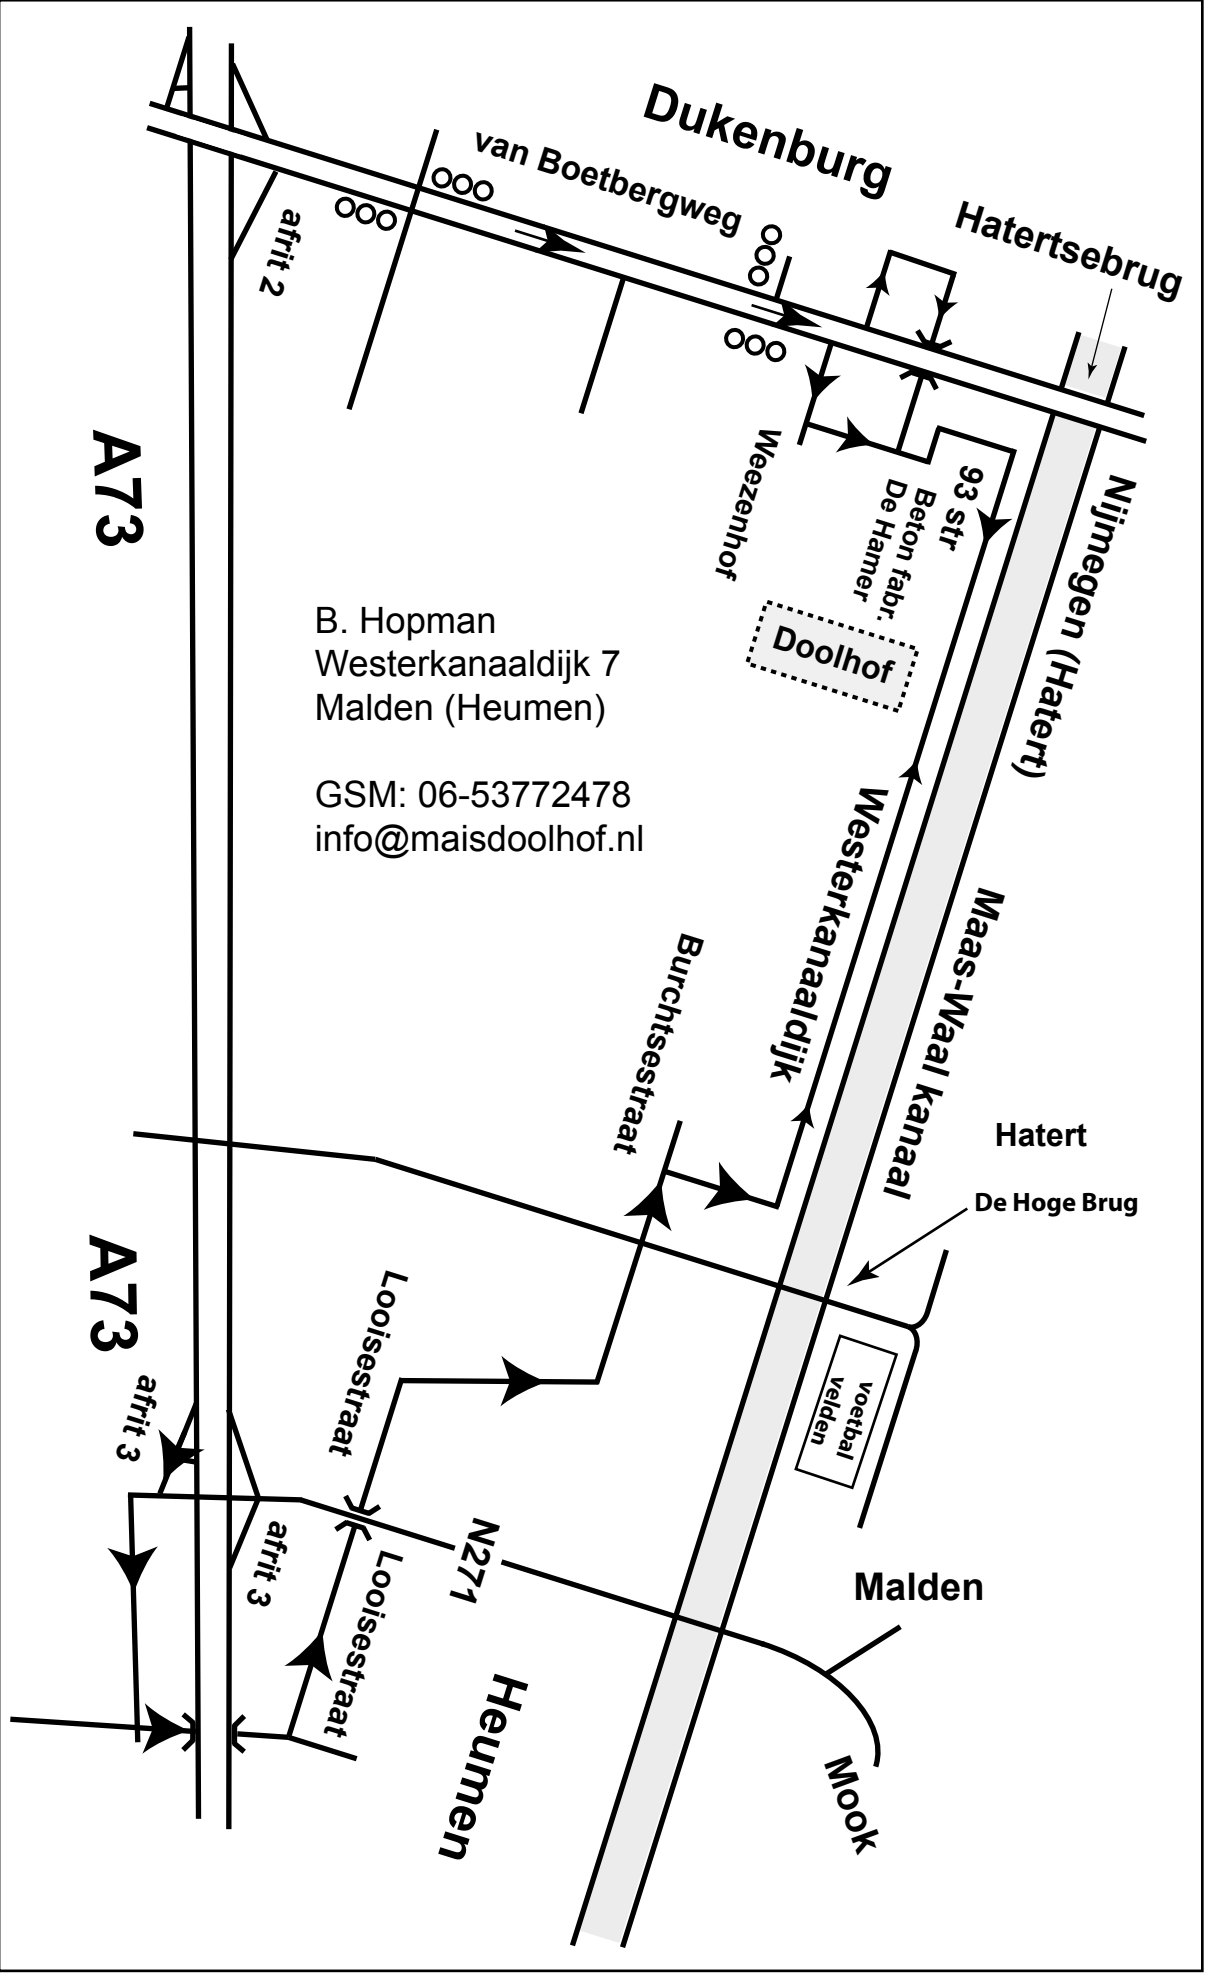 Dukenburg
van Boetbergweg
Hatertsebrug
afrit 2
A73
Weezenhof
93 str
Beton fabr.
De Hamer
Nijmegen (Hatert)
Doolhof
B. Hopman
Westerkanaaldijk 7
Malden (Heumen)
GSM: 06-53772478
info@maisdoolhof.nl
Westerkanaaldijk
Maas-Waal kanaal
Burchtsestraat
Hatert
De Hoge Brug
A73
afrit 3
Looisestraat
voetbal
velden
afrit 3
N271
Looisestraat
Malden
Heumen
Mook